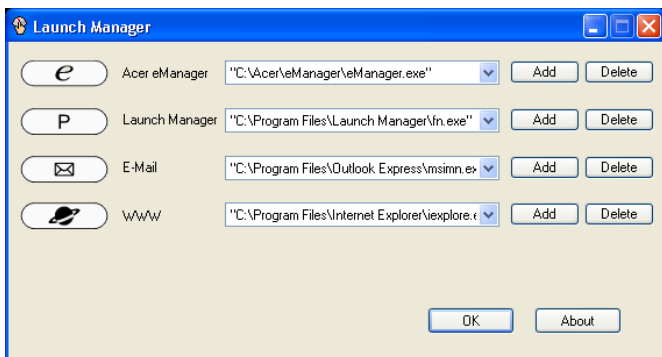 Launch Manager
e Acer eManager "C:\Acer\eManager\eManager.exe" Add Delete
P Launch Manager "C:\Program Files\Launch Manager\fn.exe" Add Delete
E-Mail "C:\Program Files\Outlook Express\msimn.ex Add Delete
WWW "C:\Program Files\Internet Explorer\iexplore.e Add Delete
OK About